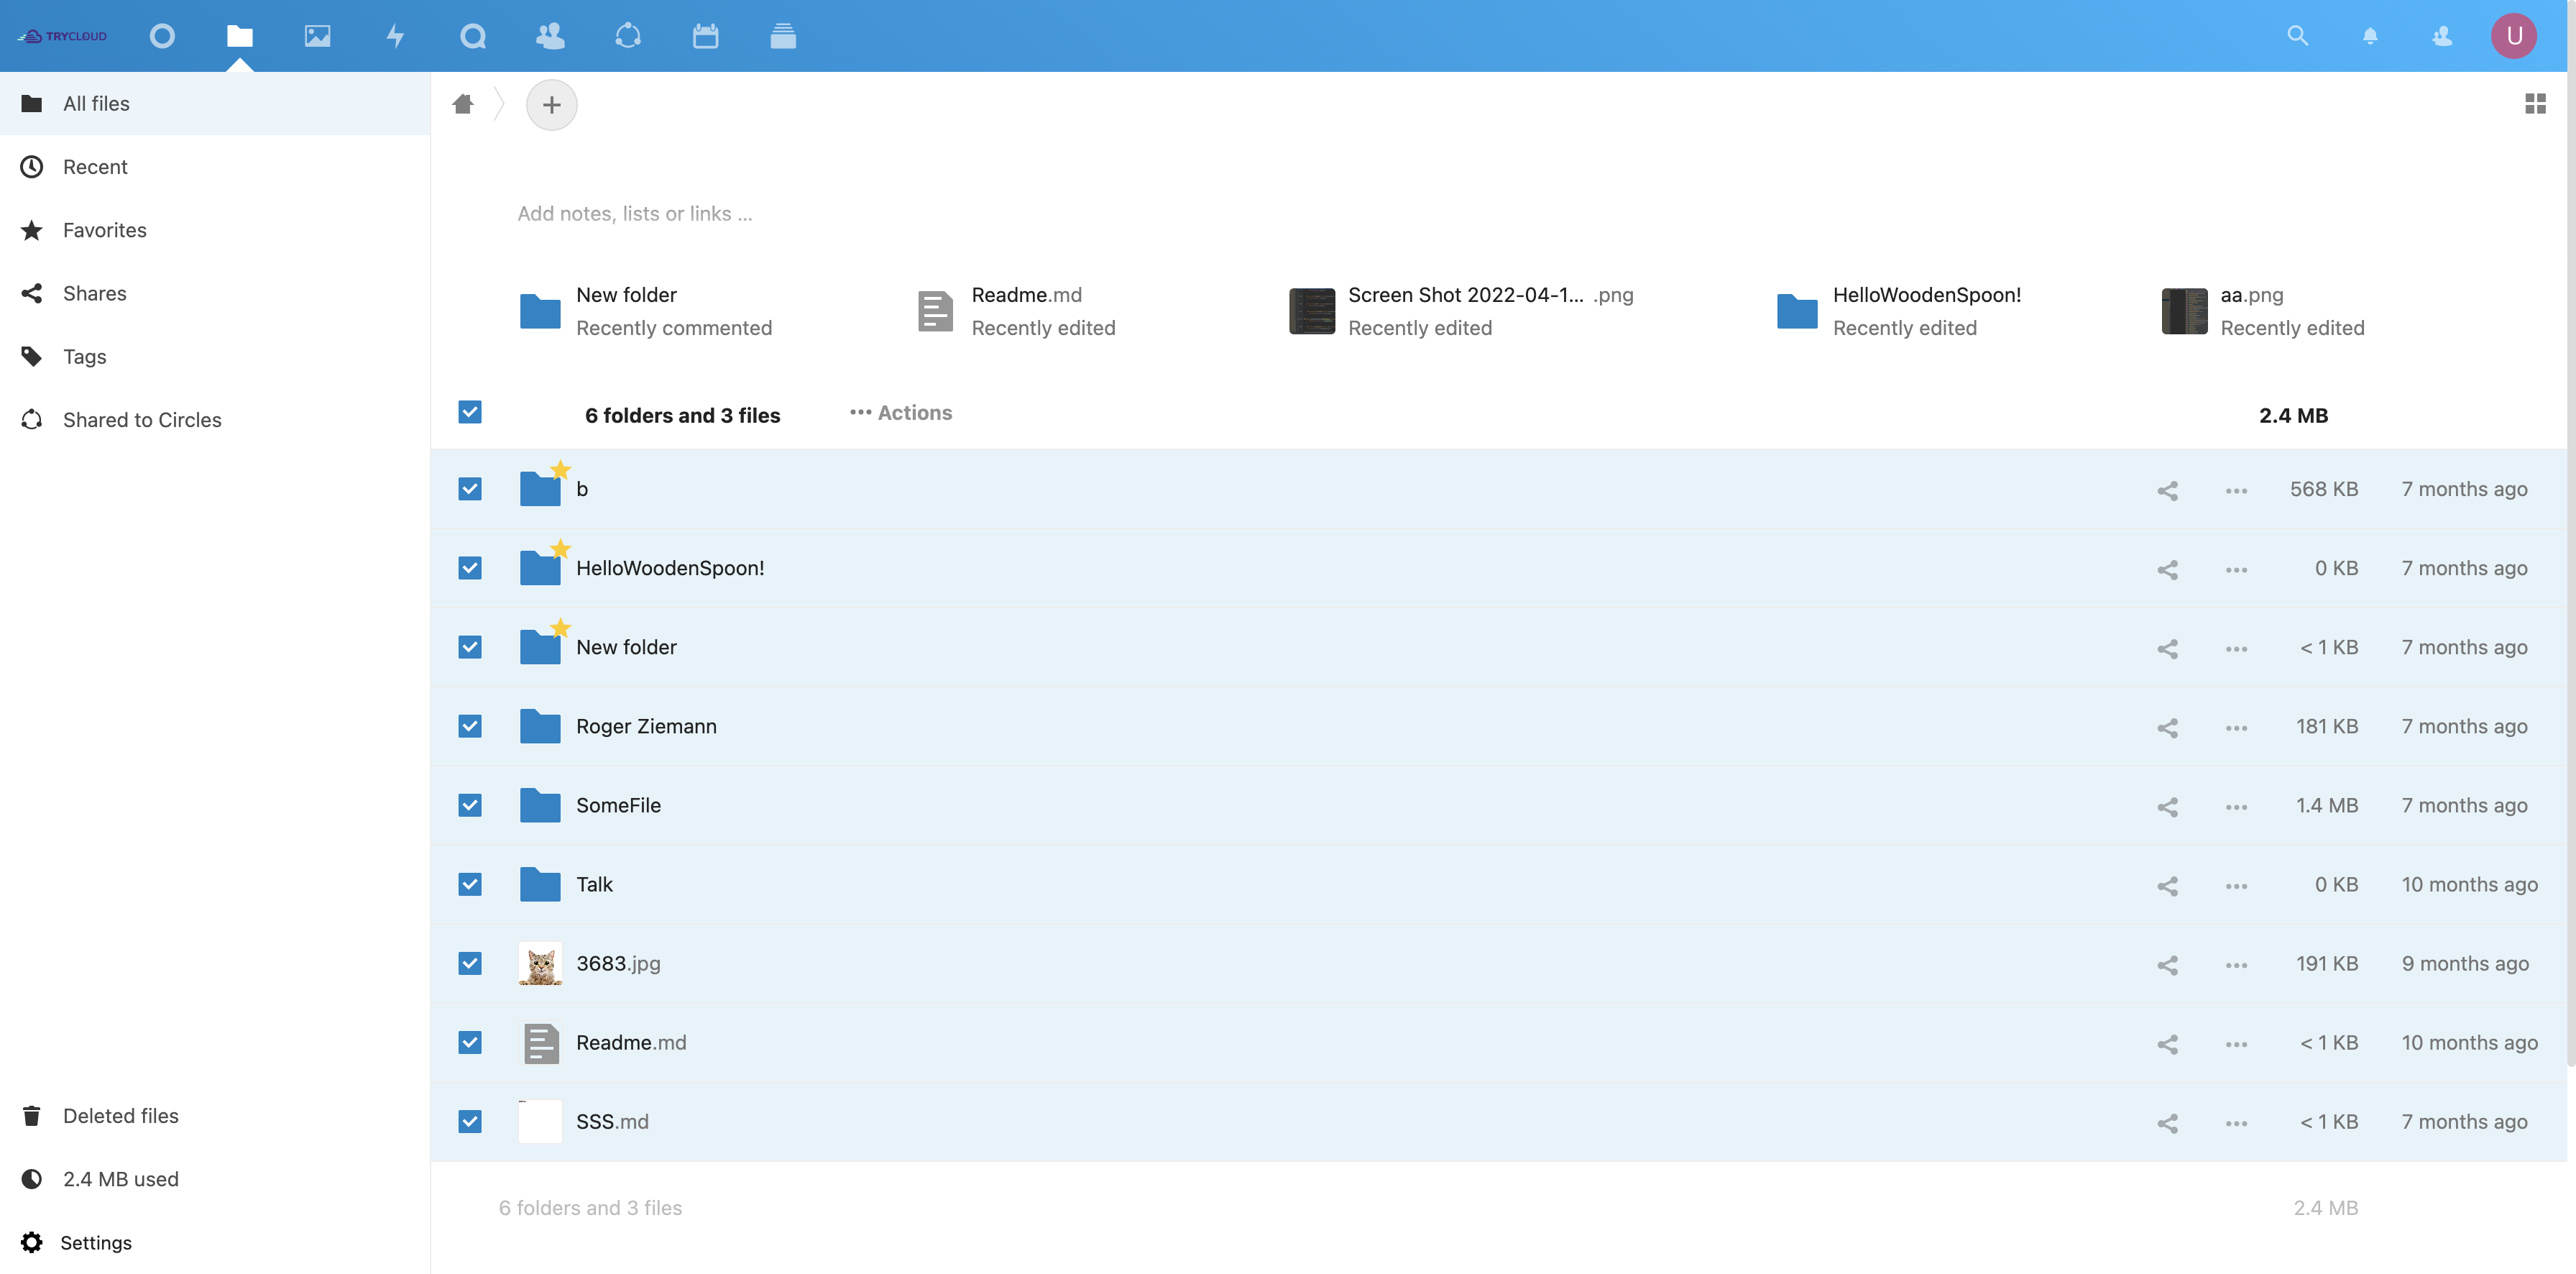 TRYCLOUD
U
All files
Recent
Favorites
Shares
Tags
Shared to Circles
Deleted files
2.4 MB used
Settings
Add notes, lists or links ...
New folder
Recently commented
Readme.md
Recently edited
Screen Shot 2022-04-1... .png
Recently edited
HelloWoodenSpoon!
Recently edited
aa.png
Recently edited
6 folders and 3 files ••• Actions 2.4 MB
b 568 KB 7 months ago
HelloWoodenSpoon! 0 KB 7 months ago
New folder < 1 KB 7 months ago
Roger Ziemann 181 KB 7 months ago
SomeFile 1.4 MB 7 months ago
Talk 0 KB 10 months ago
3683.jpg 191 KB 9 months ago
Readme.md < 1 KB 10 months ago
SSS.md < 1 KB 7 months ago
6 folders and 3 files 2.4 MB